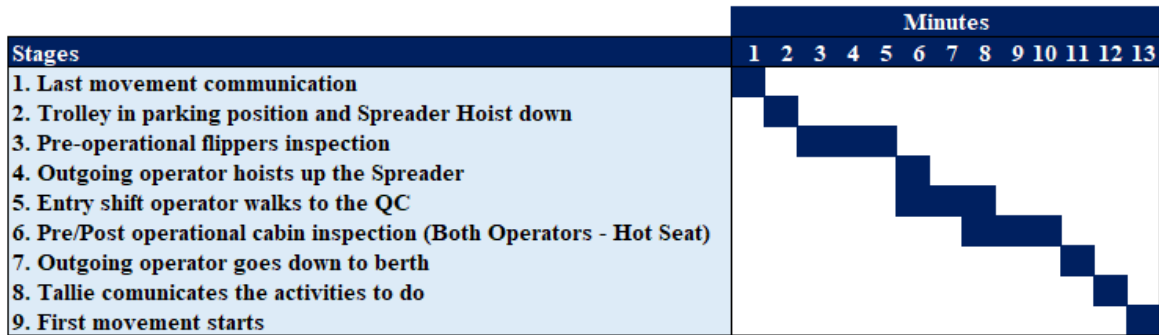 Minutes
Stages 1 2 3 4 5 6 7 8 9 10 11 12 13
1. Last movement communication
2. Trolley in parking position and Spreader Hoist down
3. Pre-operational flippers inspection
4. Outgoing operator hoists up the Spreader
5. Entry shift operator walks to the QC
6. Pre/Post operational cabin inspection (Both Operators - Hot Seat)
7. Outgoing operator goes down to berth
8. Tallie comunicates the activities to do
9. First movement starts